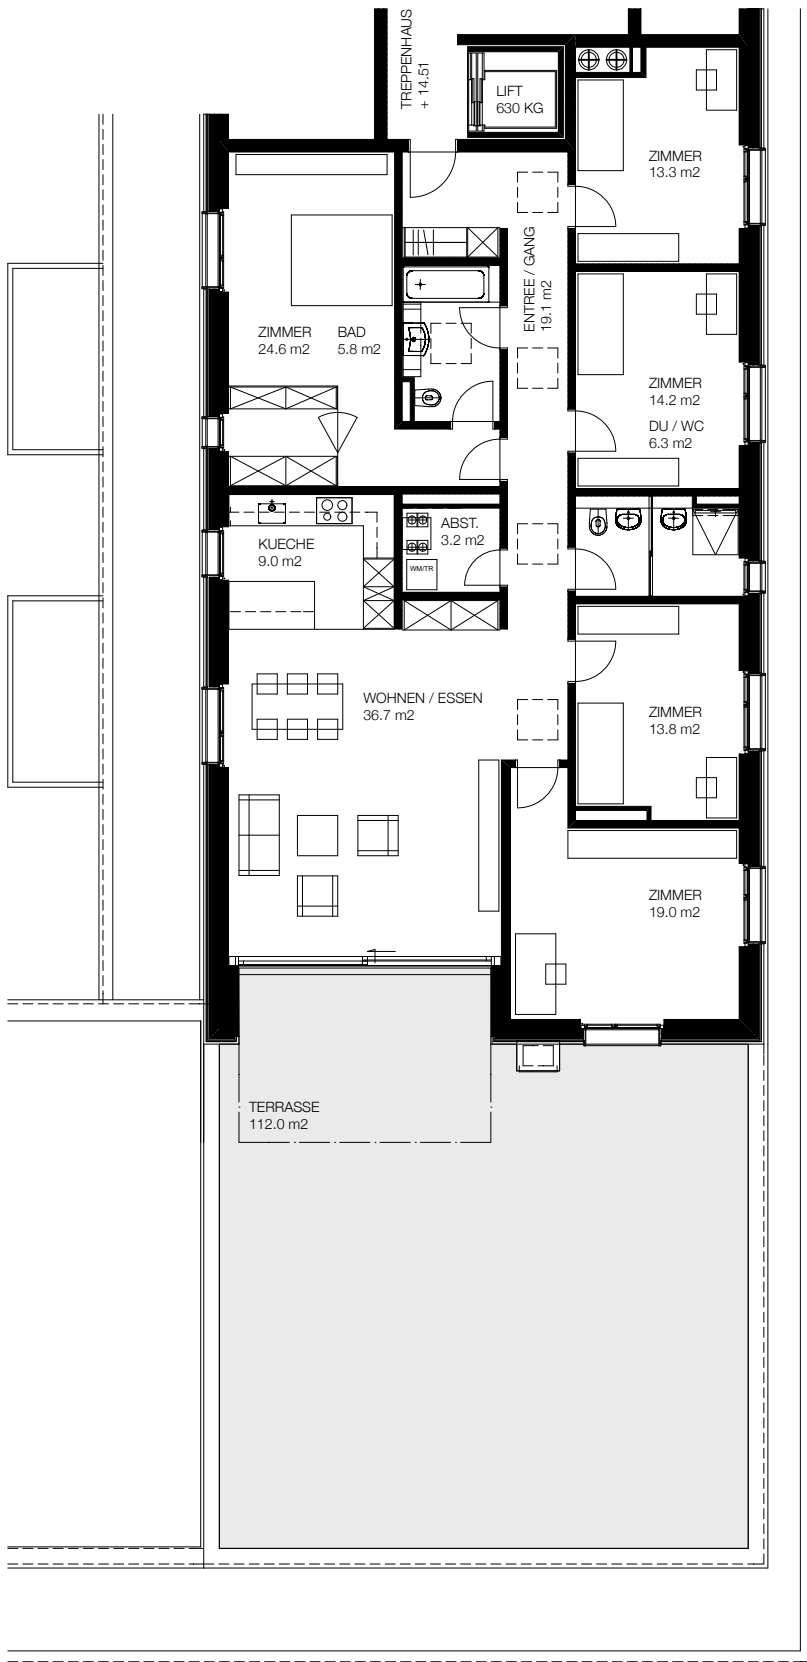 TREPPENHAUS
+ 14.51
LIFT
630 KG
ZIMMER
13.3 m2
ENTREE / GANG
19.1 m2
ZIMMER
24.6 m2
BAD
5.8 m2
ZIMMER
14.2 m2
DU / WC
6.3 m2
KUECHE
9.0 m2
ABST.
3.2 m2
WM/TR
WOHNEN / ESSEN
36.7 m2
ZIMMER
13.8 m2
ZIMMER
19.0 m2
TERRASSE
112.0 m2